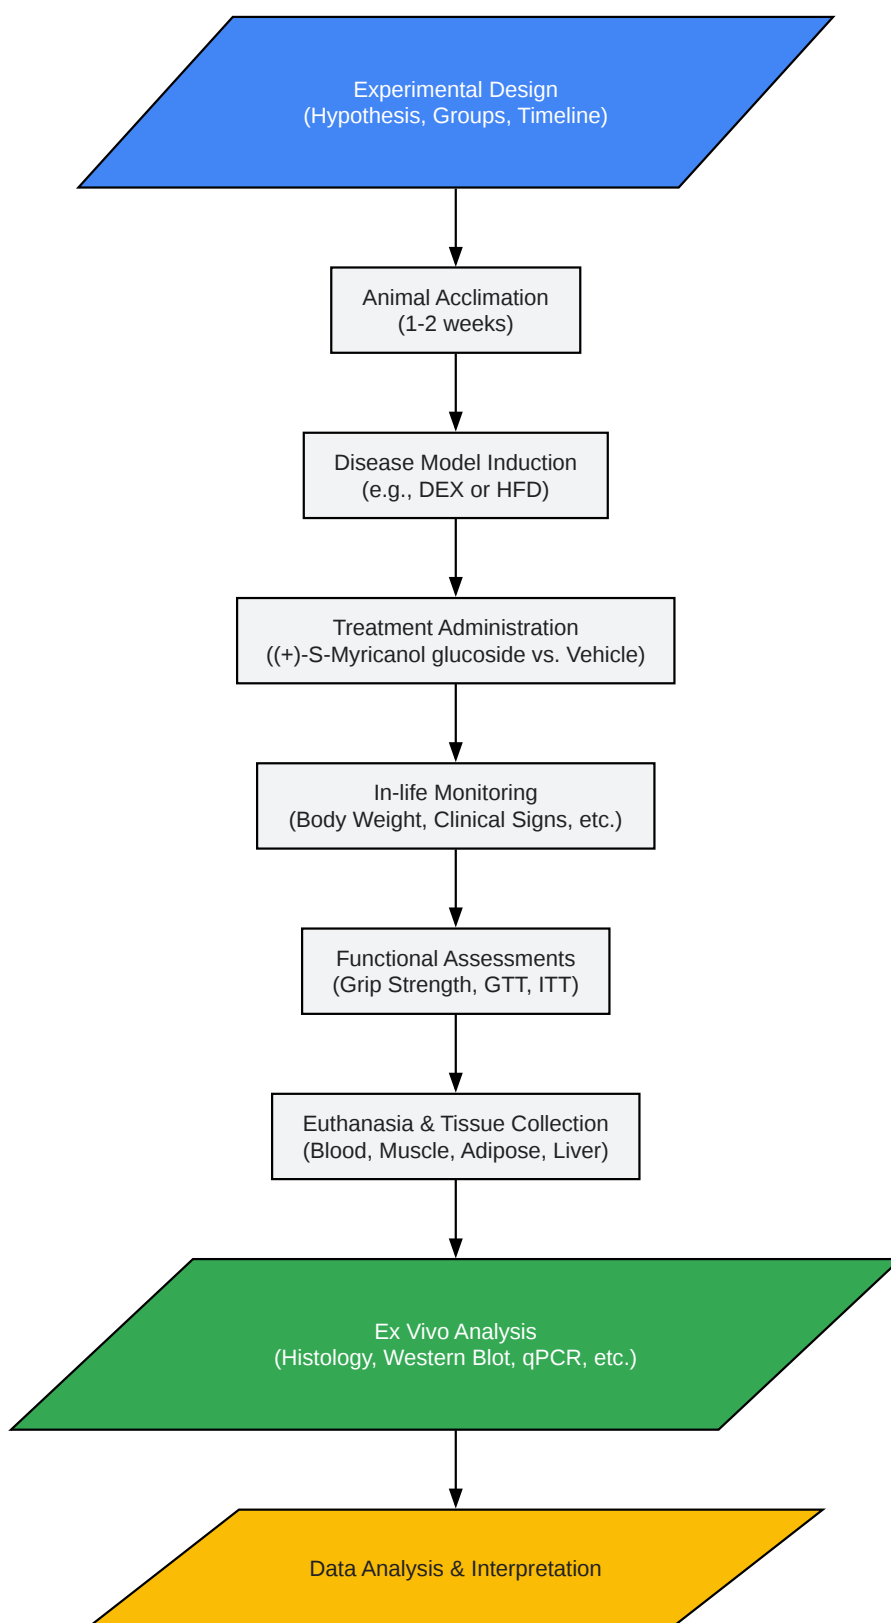 Experimental Design
(Hypothesis, Groups, Timeline)
Animal Acclimation
(1-2 weeks)
Disease Model Induction
(e.g., DEX or HFD)
Treatment Administration
((+)-S-Myricanol glucoside vs. Vehicle)
In-life Monitoring
(Body Weight, Clinical Signs, etc.)
Functional Assessments
(Grip Strength, GTT, ITT)
Euthanasia & Tissue Collection
(Blood, Muscle, Adipose, Liver)
Ex Vivo Analysis
(Histology, Western Blot, qPCR, etc.)
Data Analysis & Interpretation